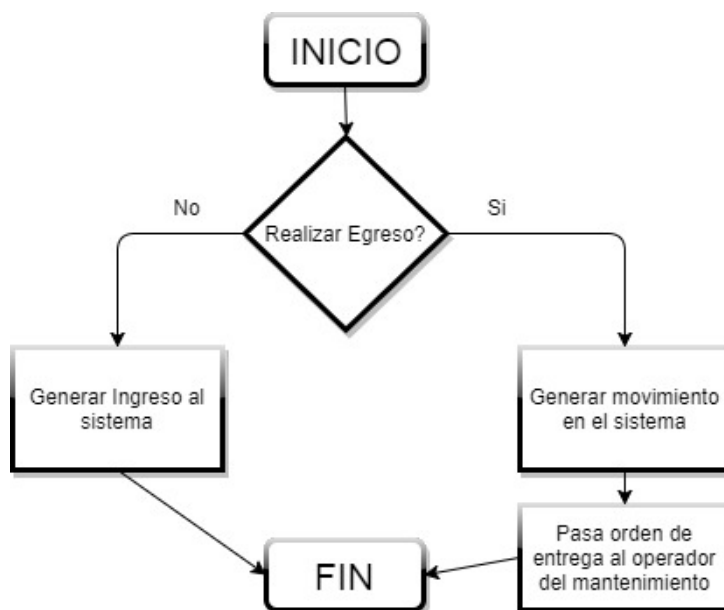 INICIO
No
Si
Realizar Egreso?
Generar Ingreso al
sistema
Generar movimiento
en el sistema
Pasa orden de
entrega al operador
del mantenimiento
FIN